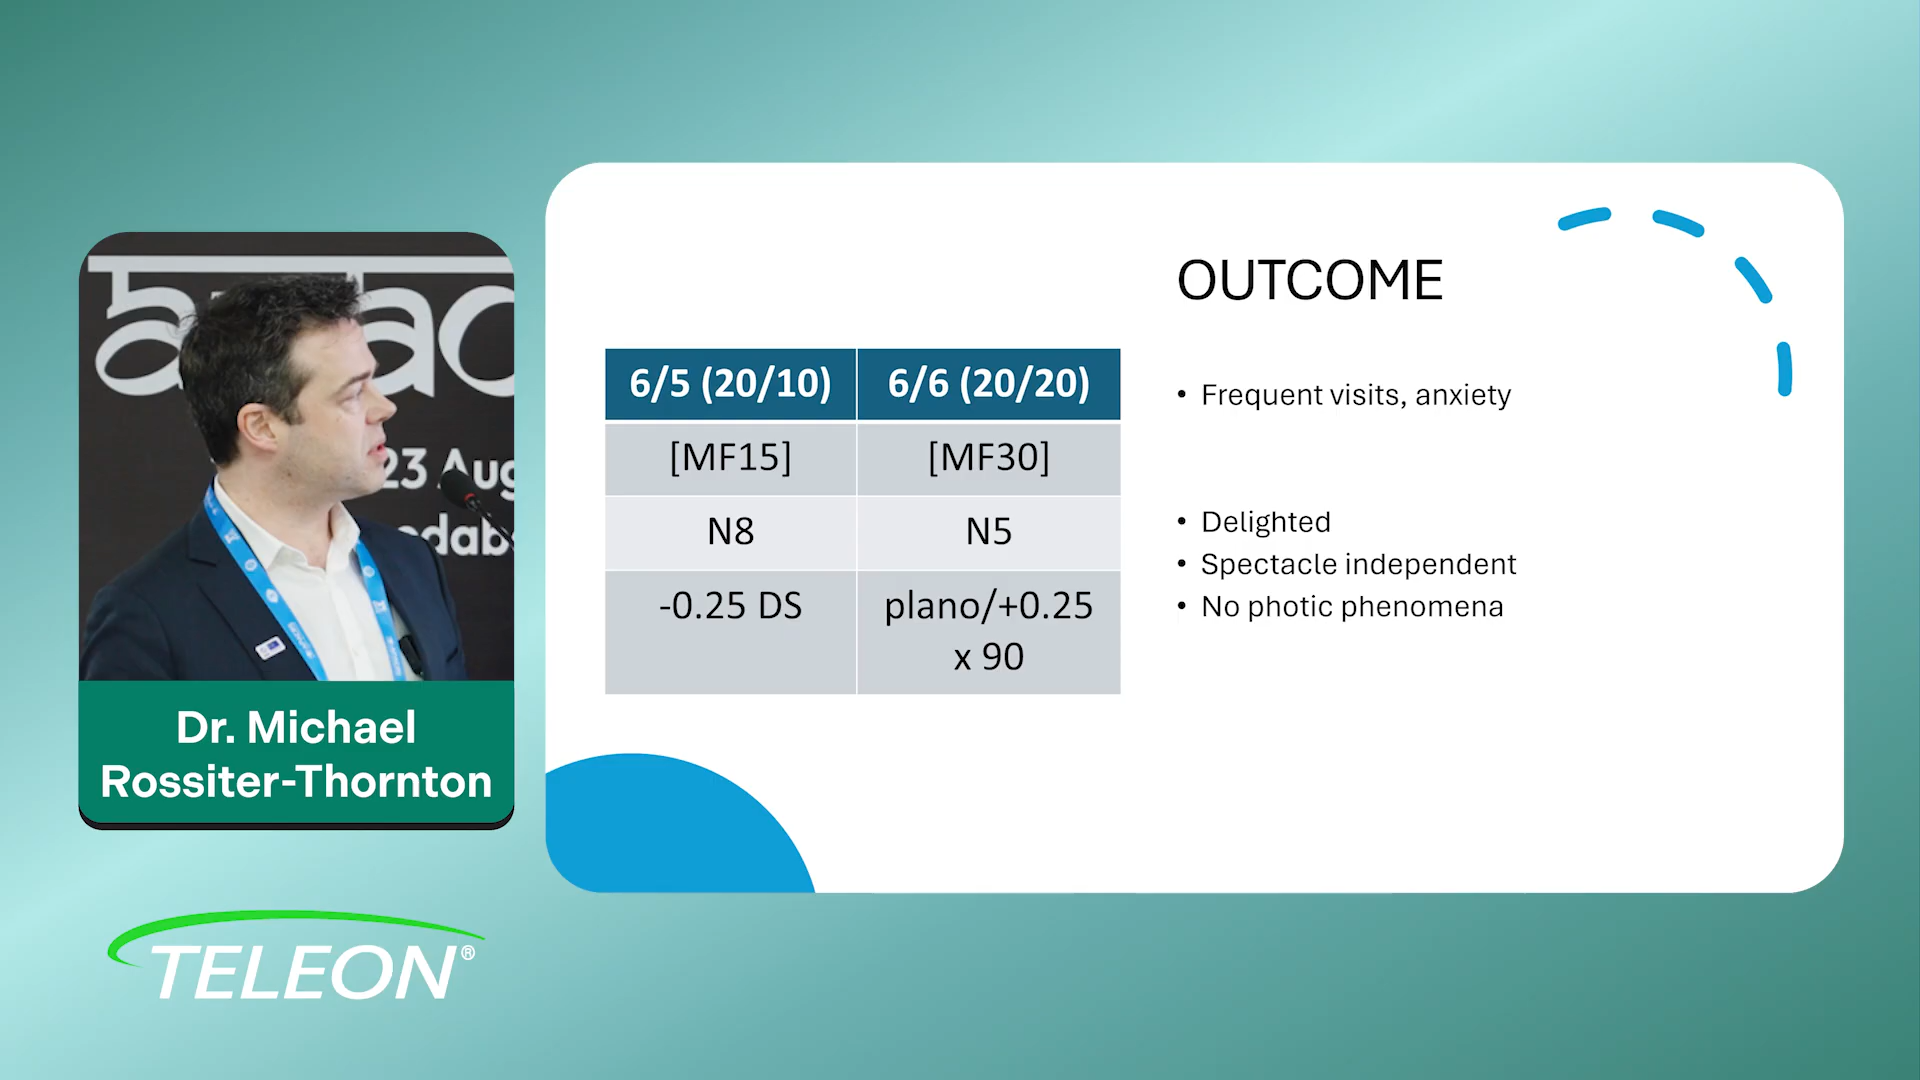 23 Aug
Dr. Michael
Rossiter-Thornton
TELEON®
OUTCOME
6/5 (20/10) 6/6 (20/20)
[MF15] [MF30]
N8 N5
-0.25 DS plano/+0.25
x 90
• Frequent visits, anxiety
• Delighted
• Spectacle independent
• No photic phenomena